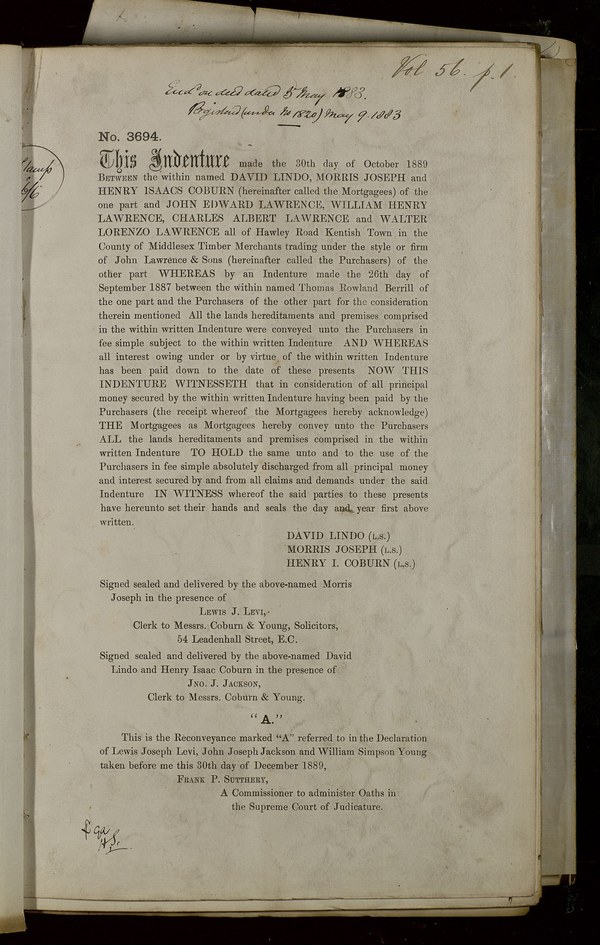 Vol 56. p. 1.
End.d on deed dated 5 May 1883.
Registered (under No 1820) May 9. 1883
No. 3694.
Stamp
This Indenture made the 30th day of October 1889
BETWEEN the within named DAVID LINDO, MORRIS JOSEPH and
HENRY ISAACS COBURN (hereinafter called the Mortgagees) of the
one part and JOHN EDWARD LAWRENCE, WILLIAM HENRY
LAWRENCE, CHARLES ALBERT LAWRENCE and WALTER
LORENZO LAWRENCE all of Hawley Road Kentish Town in the
County of Middlesex Timber Merchants trading under the style or firm
of John Lawrence & Sons (hereinafter called the Purchasers) of the
other part WHEREAS by an Indenture made the 26th day of
September 1887 between the within named Thomas Rowland Berrill of
the one part and the Purchasers of the other part for the consideration
therein mentioned All the lands hereditaments and premises comprised
in the within written Indenture were conveyed unto the Purchasers in
fee simple subject to the within written Indenture AND WHEREAS
all interest owing under or by virtue of the within written Indenture
has been paid down to the date of these presents NOW THIS
INDENTURE WITNESSETH that in consideration of all principal
money secured by the within written Indenture having been paid by the
Purchasers (the receipt whereof the Mortgagees hereby acknowledge)
THE Mortgagees as Mortgagees hereby convey unto the Purchasers
ALL the lands hereditaments and premises comprised in the within
written Indenture TO HOLD the same unto and to the use of the
Purchasers in fee simple absolutely discharged from all principal money
and interest secured by and from all claims and demands under the said
Indenture IN WITNESS whereof the said parties to these presents
have hereunto set their hands and seals the day and year first above
written.
DAVID LINDO (L.S.)
MORRIS JOSEPH (L.S.)
HENRY I. COBURN (L.S.)
Signed sealed and delivered by the above-named Morris
Joseph in the presence of
LEWIS J. LEVI,
Clerk to Messrs. Coburn & Young, Solicitors,
54 Leadenhall Street, E.C.
Signed sealed and delivered by the above-named David
Lindo and Henry Isaac Coburn in the presence of
JNO. J. JACKSON,
Clerk to Messrs. Coburn & Young.
"A."
This is the Reconveyance marked "A" referred to in the Declaration
of Lewis Joseph Levi, John Joseph Jackson and William Simpson Young
taken before me this 30th day of December 1889,
FRANK P. SUTTHERY,
A Commissioner to administer Oaths in
the Supreme Court of Judicature.